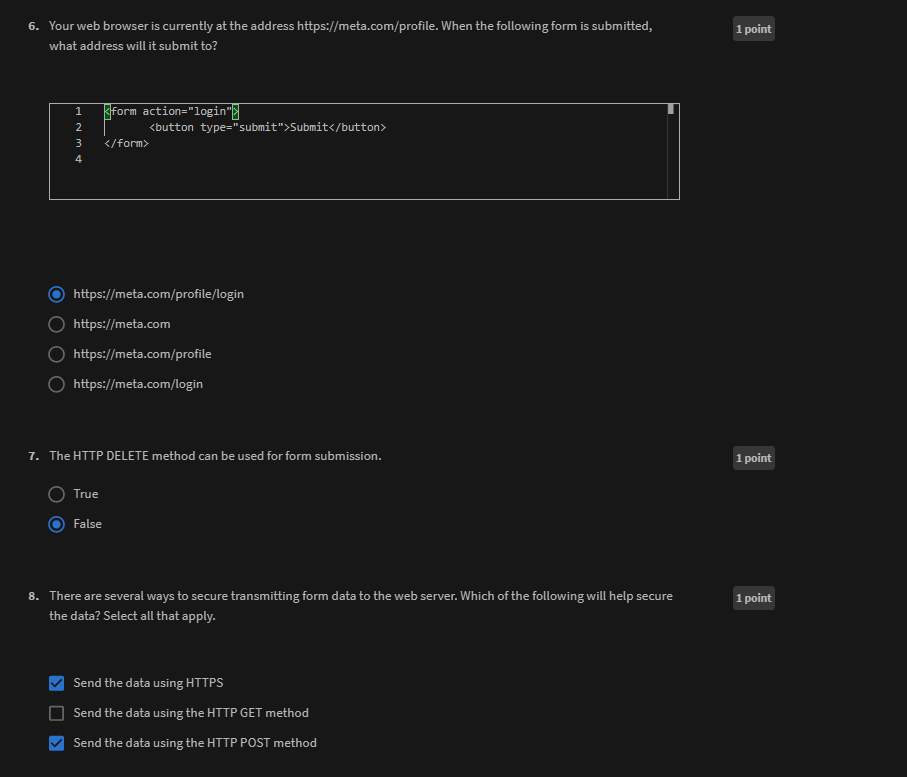 6. Your web browser is currently at the address https://meta.com/profile. When the following form is submitted, 1 point
what address will it submit to?
1 <form action="login">
2 <button type="submit">Submit</button>
3 </form>
4
https://meta.com/profile/login
https://meta.com
https://meta.com/profile
https://meta.com/login
7. The HTTP DELETE method can be used for form submission. 1 point
True
False
8. There are several ways to secure transmitting form data to the web server. Which of the following will help secure 1 point
the data? Select all that apply.
Send the data using HTTPS
Send the data using the HTTP GET method
Send the data using the HTTP POST method